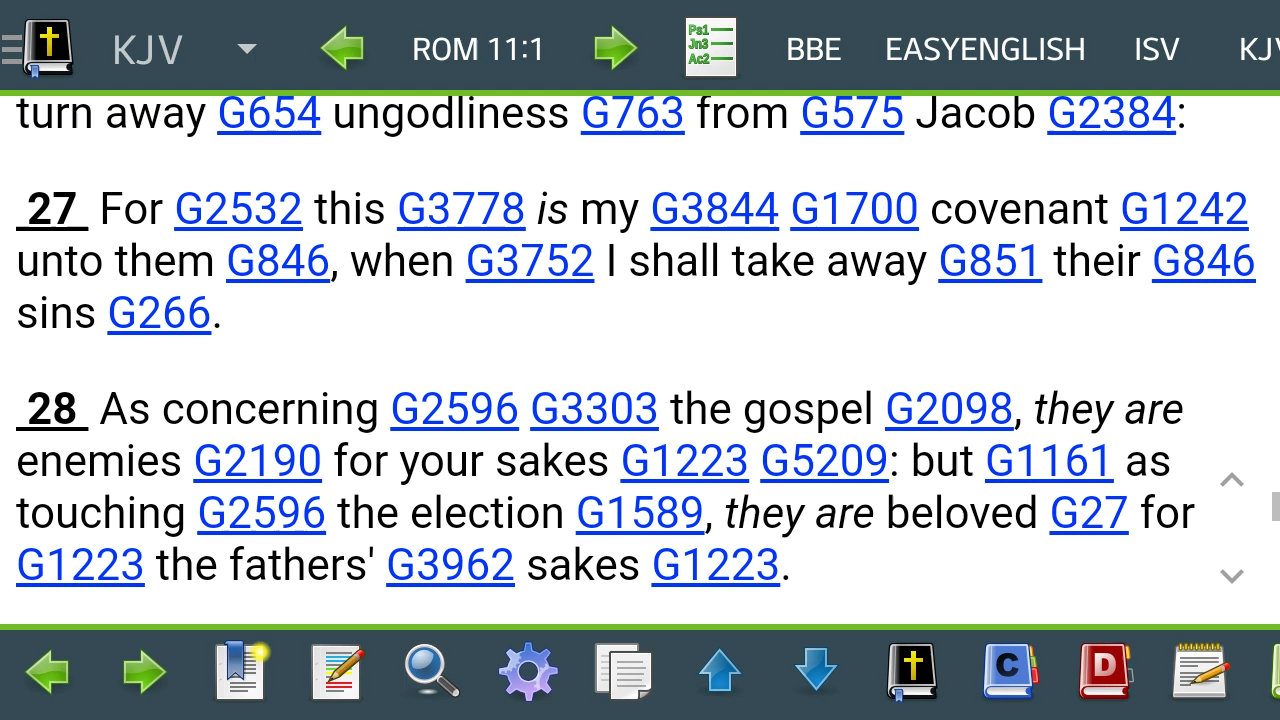 KJV ROM 11:1 Ps1 Jn3 Ac2 BBE EASYENGLISH ISV KJV
turn away G654 ungodliness G763 from G575 Jacob G2384:
27 For G2532 this G3778 is my G3844 G1700 covenant G1242
unto them G846, when G3752 I shall take away G851 their G846
sins G266.
28 As concerning G2596 G3303 the gospel G2098, they are
enemies G2190 for your sakes G1223 G5209: but G1161 as
touching G2596 the election G1589, they are beloved G27 for
G1223 the fathers' G3962 sakes G1223.
C D